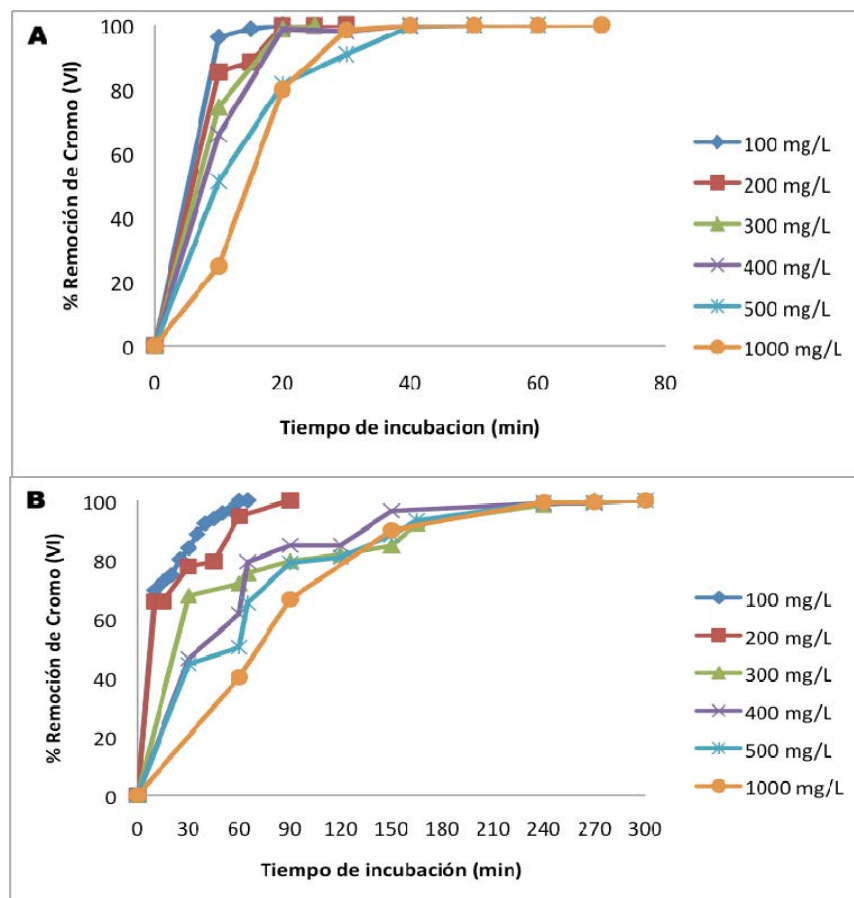 A
% Remoción de Cromo (VI)
100
80
60
40
20
0
0 20 40 60 80
Tiempo de incubacion (min)
100 mg/L
200 mg/L
300 mg/L
400 mg/L
500 mg/L
1000 mg/L
B
% Remoción de Cromo (VI)
100
80
60
40
20
0
0 30 60 90 120 150 180 210 240 270 300
Tiempo de incubación (min)
100 mg/L
200 mg/L
300 mg/L
400 mg/L
500 mg/L
1000 mg/L